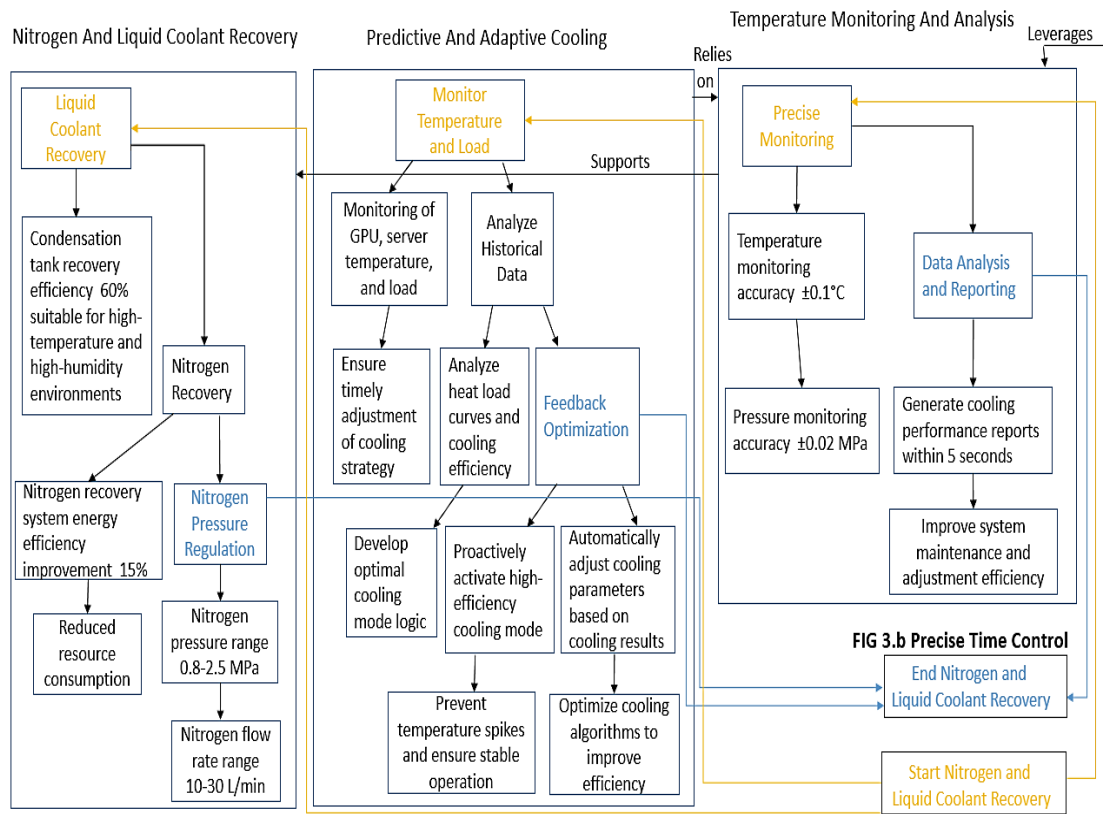 Nitrogen And Liquid Coolant Recovery
Liquid
Coolant
Recovery
Condensation
tank recovery
efficiency 60%
suitable for high-
temperature and
high-humidity
environments
Nitrogen
Recovery
Nitrogen recovery
system energy
efficiency
improvement 15%
Nitrogen
Pressure
Regulation
Reduced
resource
consumption
Nitrogen
pressure range
0.8-2.5 MPa
Nitrogen flow
rate range
10-30 L/min
Predictive And Adaptive Cooling
Monitor
Temperature
and Load
Monitoring of
GPU, server
temperature,
and load
Analyze
Historical
Data
Ensure
timely
adjustment
of cooling
strategy
Analyze
heat load
curves and
cooling
efficiency
Feedback
Optimization
Develop
optimal
cooling
mode logic
Proactively
activate high-
efficiency
cooling mode
Automatically
adjust cooling
parameters
based on
cooling results
Prevent
temperature spikes
and ensure stable
operation
Optimize cooling
algorithms to
improve
efficiency
Relies
on
Supports
Temperature Monitoring And Analysis
Leverages
Precise
Monitoring
Temperature
monitoring
accuracy ±0.1°C
Data Analysis
and Reporting
Pressure monitoring
accuracy ±0.02 MPa
Generate cooling
performance reports
within 5 seconds
Improve system
maintenance and
adjustment efficiency
FIG 3.b Precise Time Control
End Nitrogen and
Liquid Coolant Recovery
Start Nitrogen and
Liquid Coolant Recovery